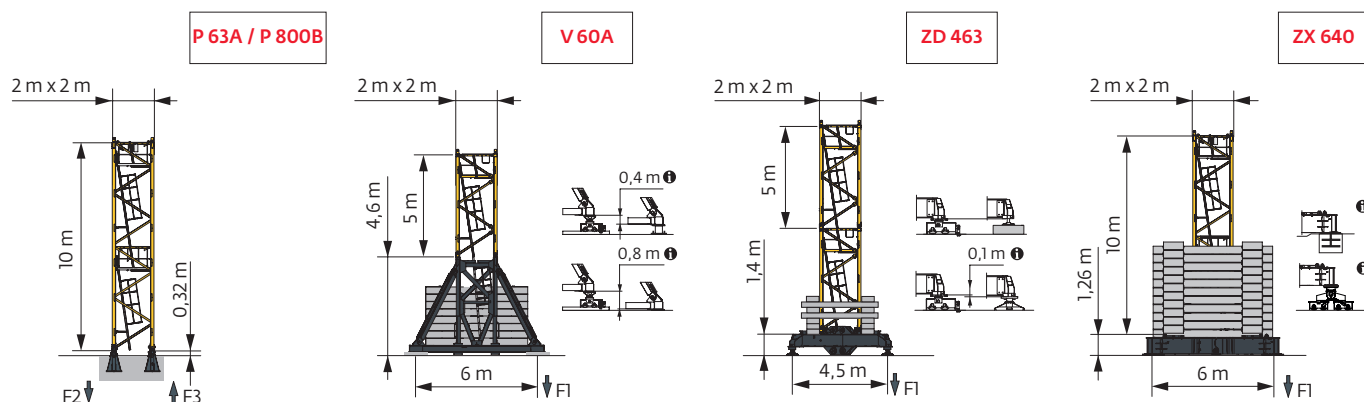 P 63A / P 800B
V 60A
ZD 463
ZX 640
2 m x 2 m
10 m
0,32 m
F2
F3
2 m x 2 m
4,6 m
5 m
0,4 m i
0,8 m i
6 m
F1
2 m x 2 m
5 m
1,4 m
0,1 m i
4,5 m
F1
2 m x 2 m
1,26 m
10 m
i
i
6 m
F1